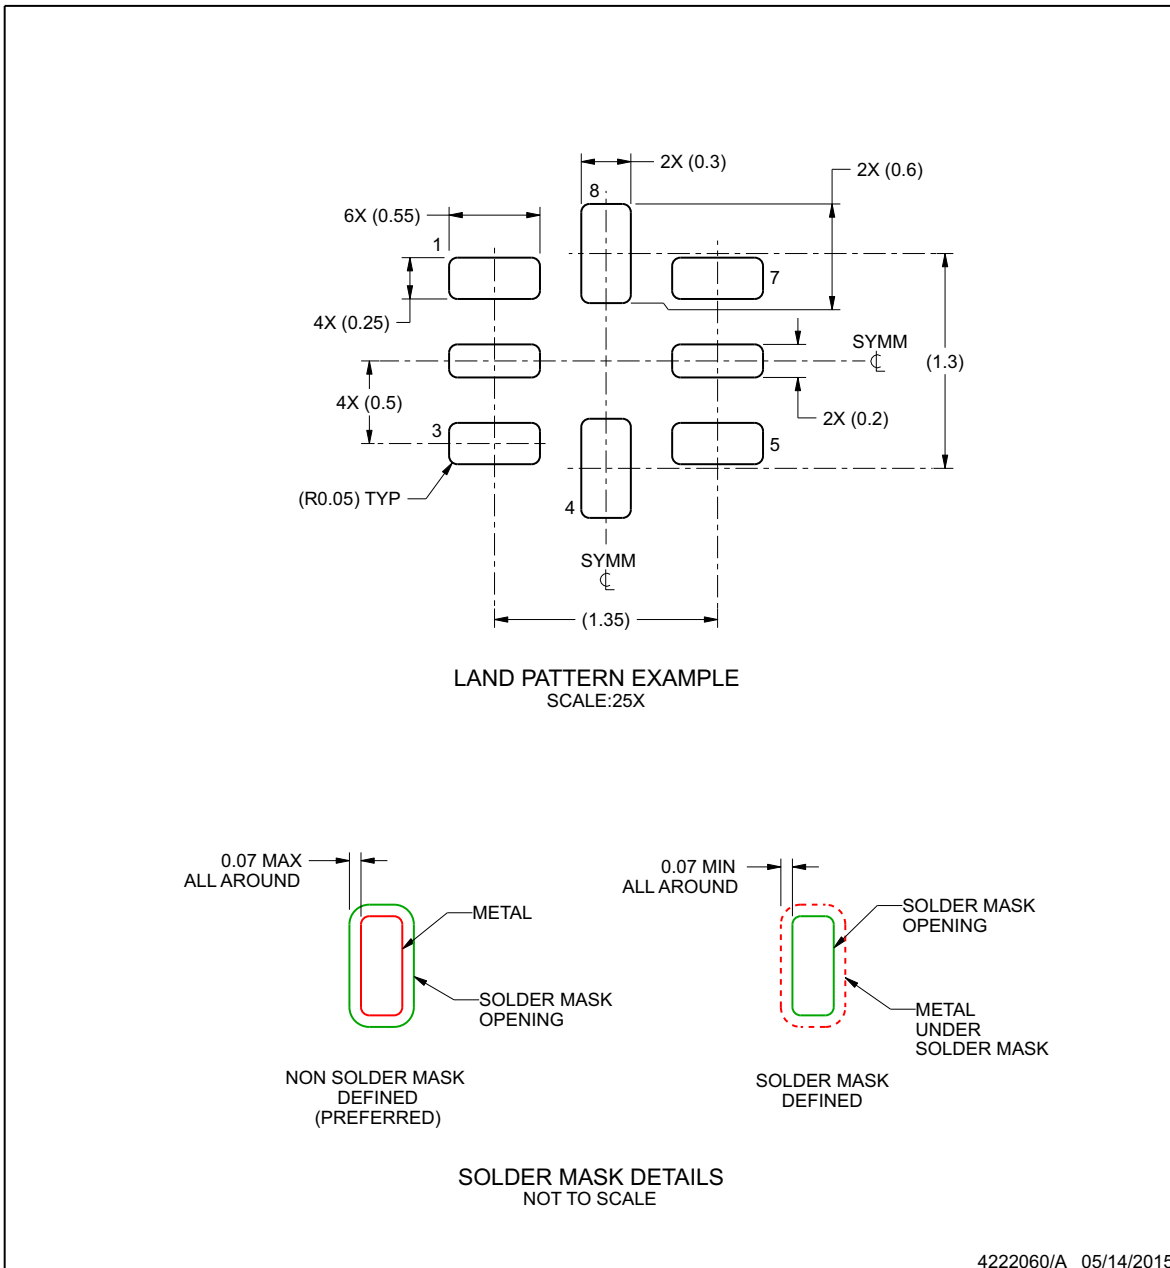 2X (0.3)
8
2X (0.6)
6X (0.55)
1
7
4X (0.25)
SYMM
℄
(1.3)
4X (0.5)
2X (0.2)
3
5
(R0.05) TYP
4
SYMM
℄
(1.35)
LAND PATTERN EXAMPLE
SCALE:25X
0.07 MAX
ALL AROUND
METAL
SOLDER MASK
OPENING
NON SOLDER MASK
DEFINED
(PREFERRED)
0.07 MIN
ALL AROUND
SOLDER MASK
OPENING
METAL
UNDER
SOLDER MASK
SOLDER MASK
DEFINED
SOLDER MASK DETAILS
NOT TO SCALE
4222060/A 05/14/2015